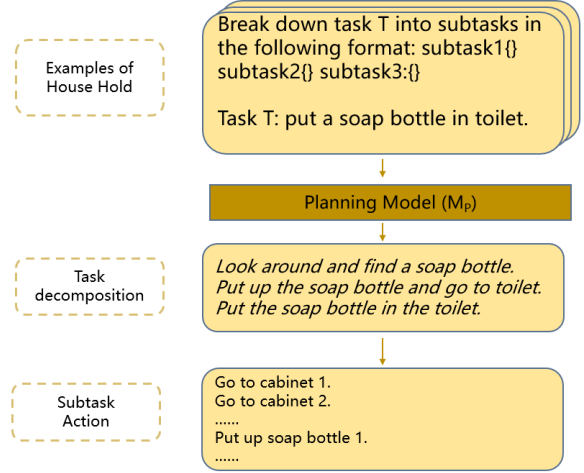 Examples of
House Hold
Break down task T into subtasks in
the following format: subtask1{}
subtask2{} subtask3:{}
Task T: put a soap bottle in toilet.
Planning Model (M_P)
Task
decomposition
Look around and find a soap bottle.
Put up the soap bottle and go to toilet.
Put the soap bottle in the toilet.
Subtask
Action
Go to cabinet 1.
Go to cabinet 2.
......
Put up soap bottle 1.
......